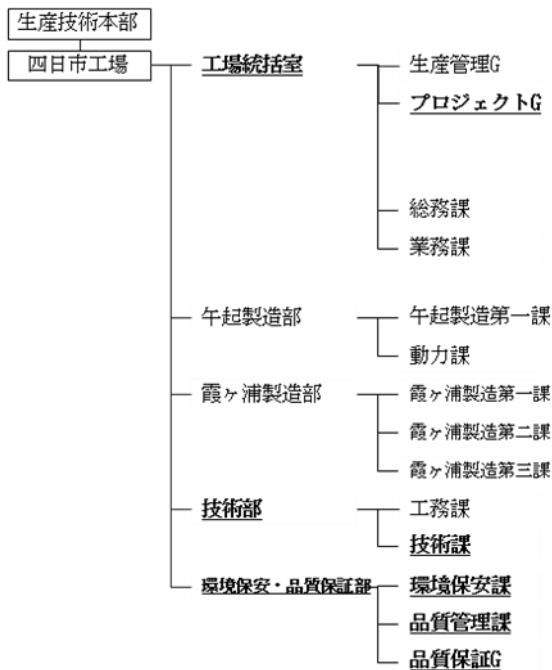 生産技術本部
四日市工場
工場統括室
生産管理G
プロジェクトG
総務課
業務課
午起製造部
午起製造第一課
動力課
霞ヶ浦製造部
霞ヶ浦製造第一課
霞ヶ浦製造第二課
霞ヶ浦製造第三課
技術部
工務課
技術課
環境保安・品質保証部
環境保安課
品質管理課
品質保証G